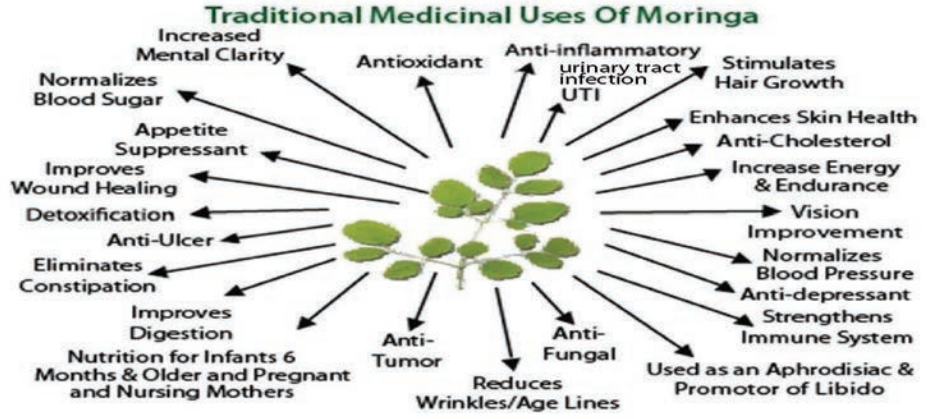 Traditional Medicinal Uses Of Moringa
Increased
Mental Clarity
Antioxidant
Anti-inflammatory
urinary tract
infection
UTI
Stimulates
Hair Growth
Normalizes
Blood Sugar
Enhances Skin Health
Appetite
Suppressant
Anti-Cholesterol
Improves
Wound Healing
Increase Energy
& Endurance
Detoxification
Vision
Improvement
Anti-Ulcer
Normalizes
Blood Pressure
Eliminates
Constipation
Anti-depressant
Improves
Digestion
Strengthens
Immune System
Anti-
Tumor
Anti-
Fungal
Nutrition for Infants 6
Months & Older and Pregnant
and Nursing Mothers
Reduces
Wrinkles/Age Lines
Used as an Aphrodisiac &
Promotor of Libido